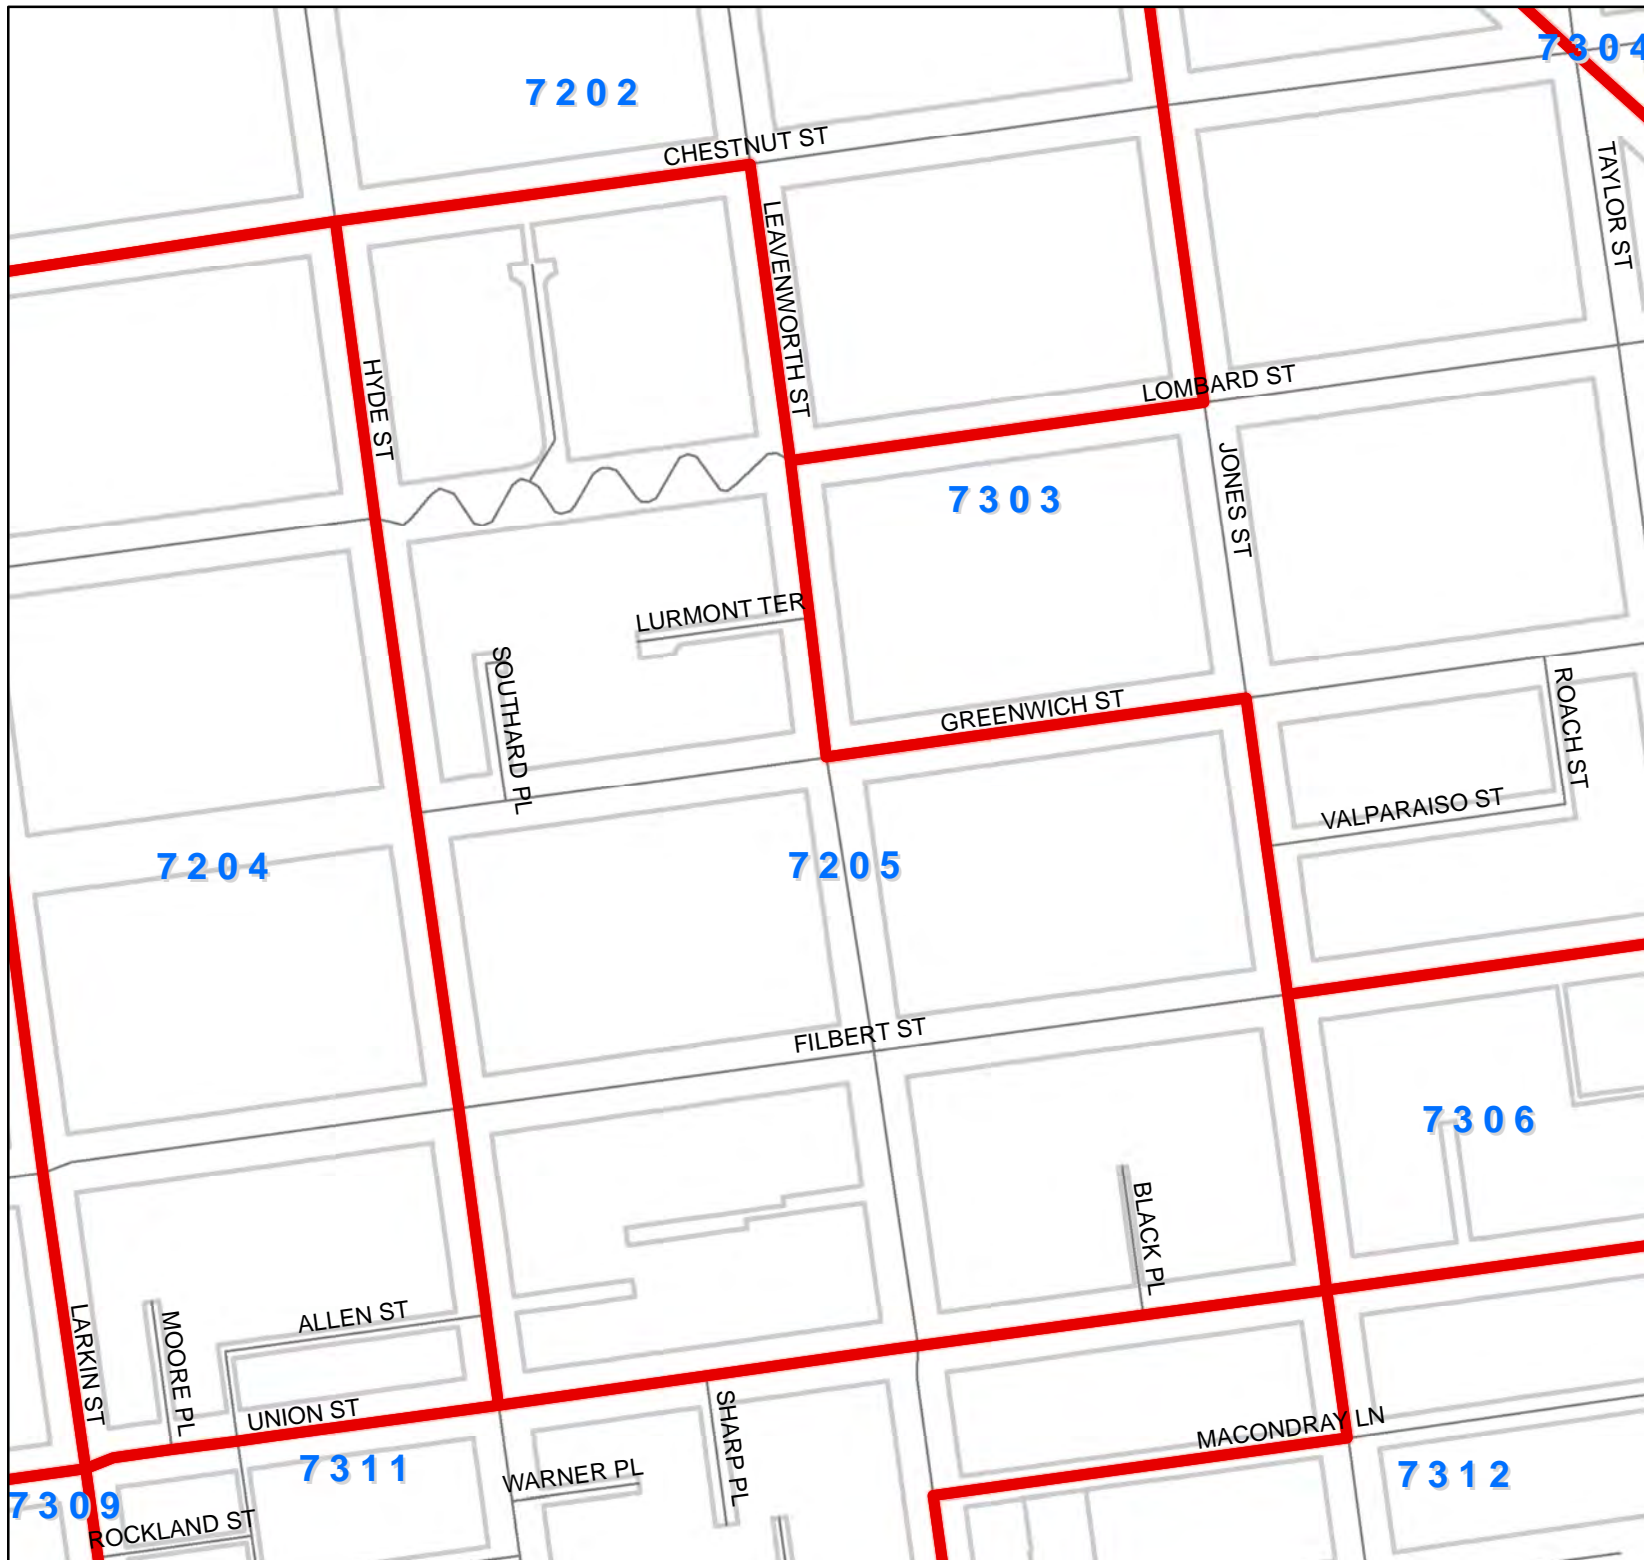 7304
7202
CHESTNUT ST
TAYLOR ST
LEAVENWORTH ST
HYDE ST
LOMBARD ST
JONES ST
7303
LURMONT TER
SOUTHARD PL
GREENWICH ST
ROACH ST
VALPARAISO ST
7204
7205
FILBERT ST
7306
BLACK PL
LARKIN ST
MOORE PL
ALLEN ST
UNION ST
SHARP PL
MACONDRAY LN
7311
WARNER PL
7312
7309
ROCKLAND ST